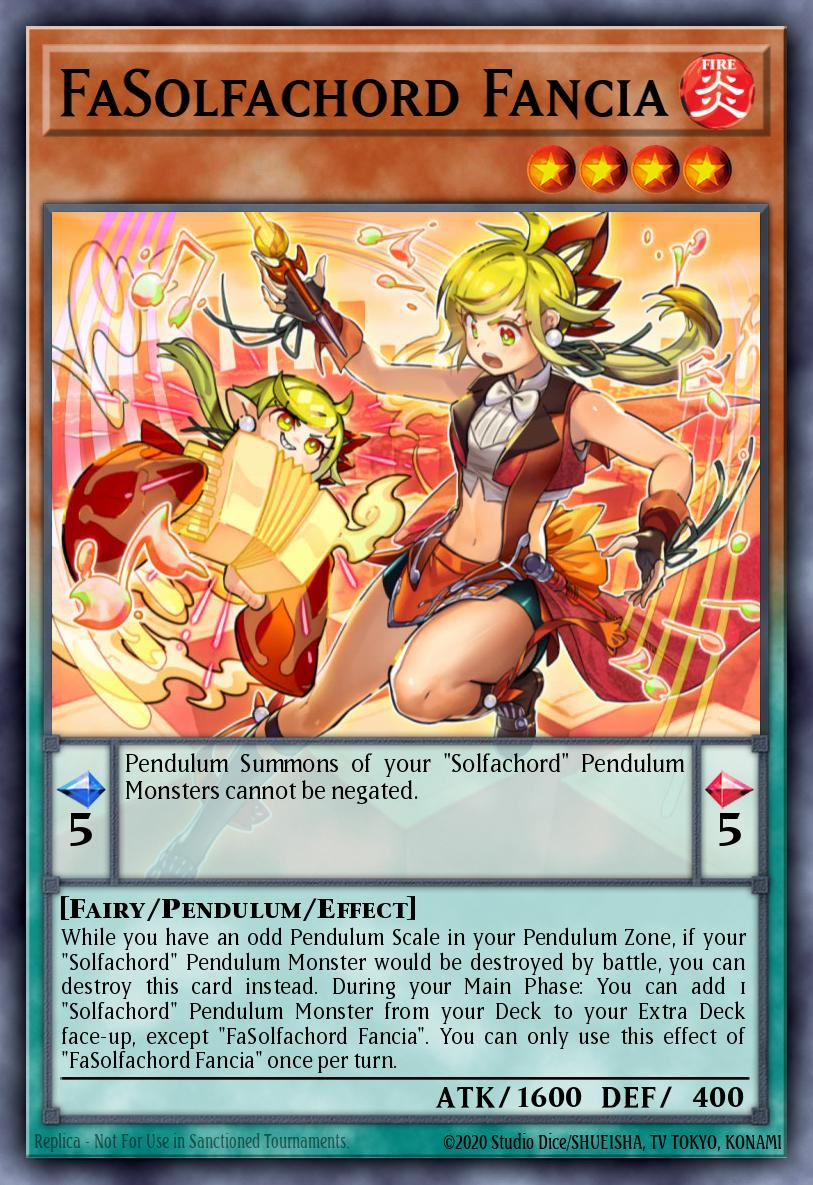 FaSolfachord Fancia
FIRE
炎
Pendulum Summons of your "Solfachord" Pendulum
Monsters cannot be negated.
5
5
[Fairy/Pendulum/Effect]
While you have an odd Pendulum Scale in your Pendulum Zone, if your
"Solfachord" Pendulum Monster would be destroyed by battle, you can
destroy this card instead. During your Main Phase: You can add 1
"Solfachord" Pendulum Monster from your Deck to your Extra Deck
face-up, except "FaSolfachord Fancia". You can only use this effect of
"FaSolfachord Fancia" once per turn.
ATK/1600 DEF/ 400
Replica - Not For Use in Sanctioned Tournaments.
©2020 Studio Dice/SHUEISHA, TV TOKYO, KONAMI